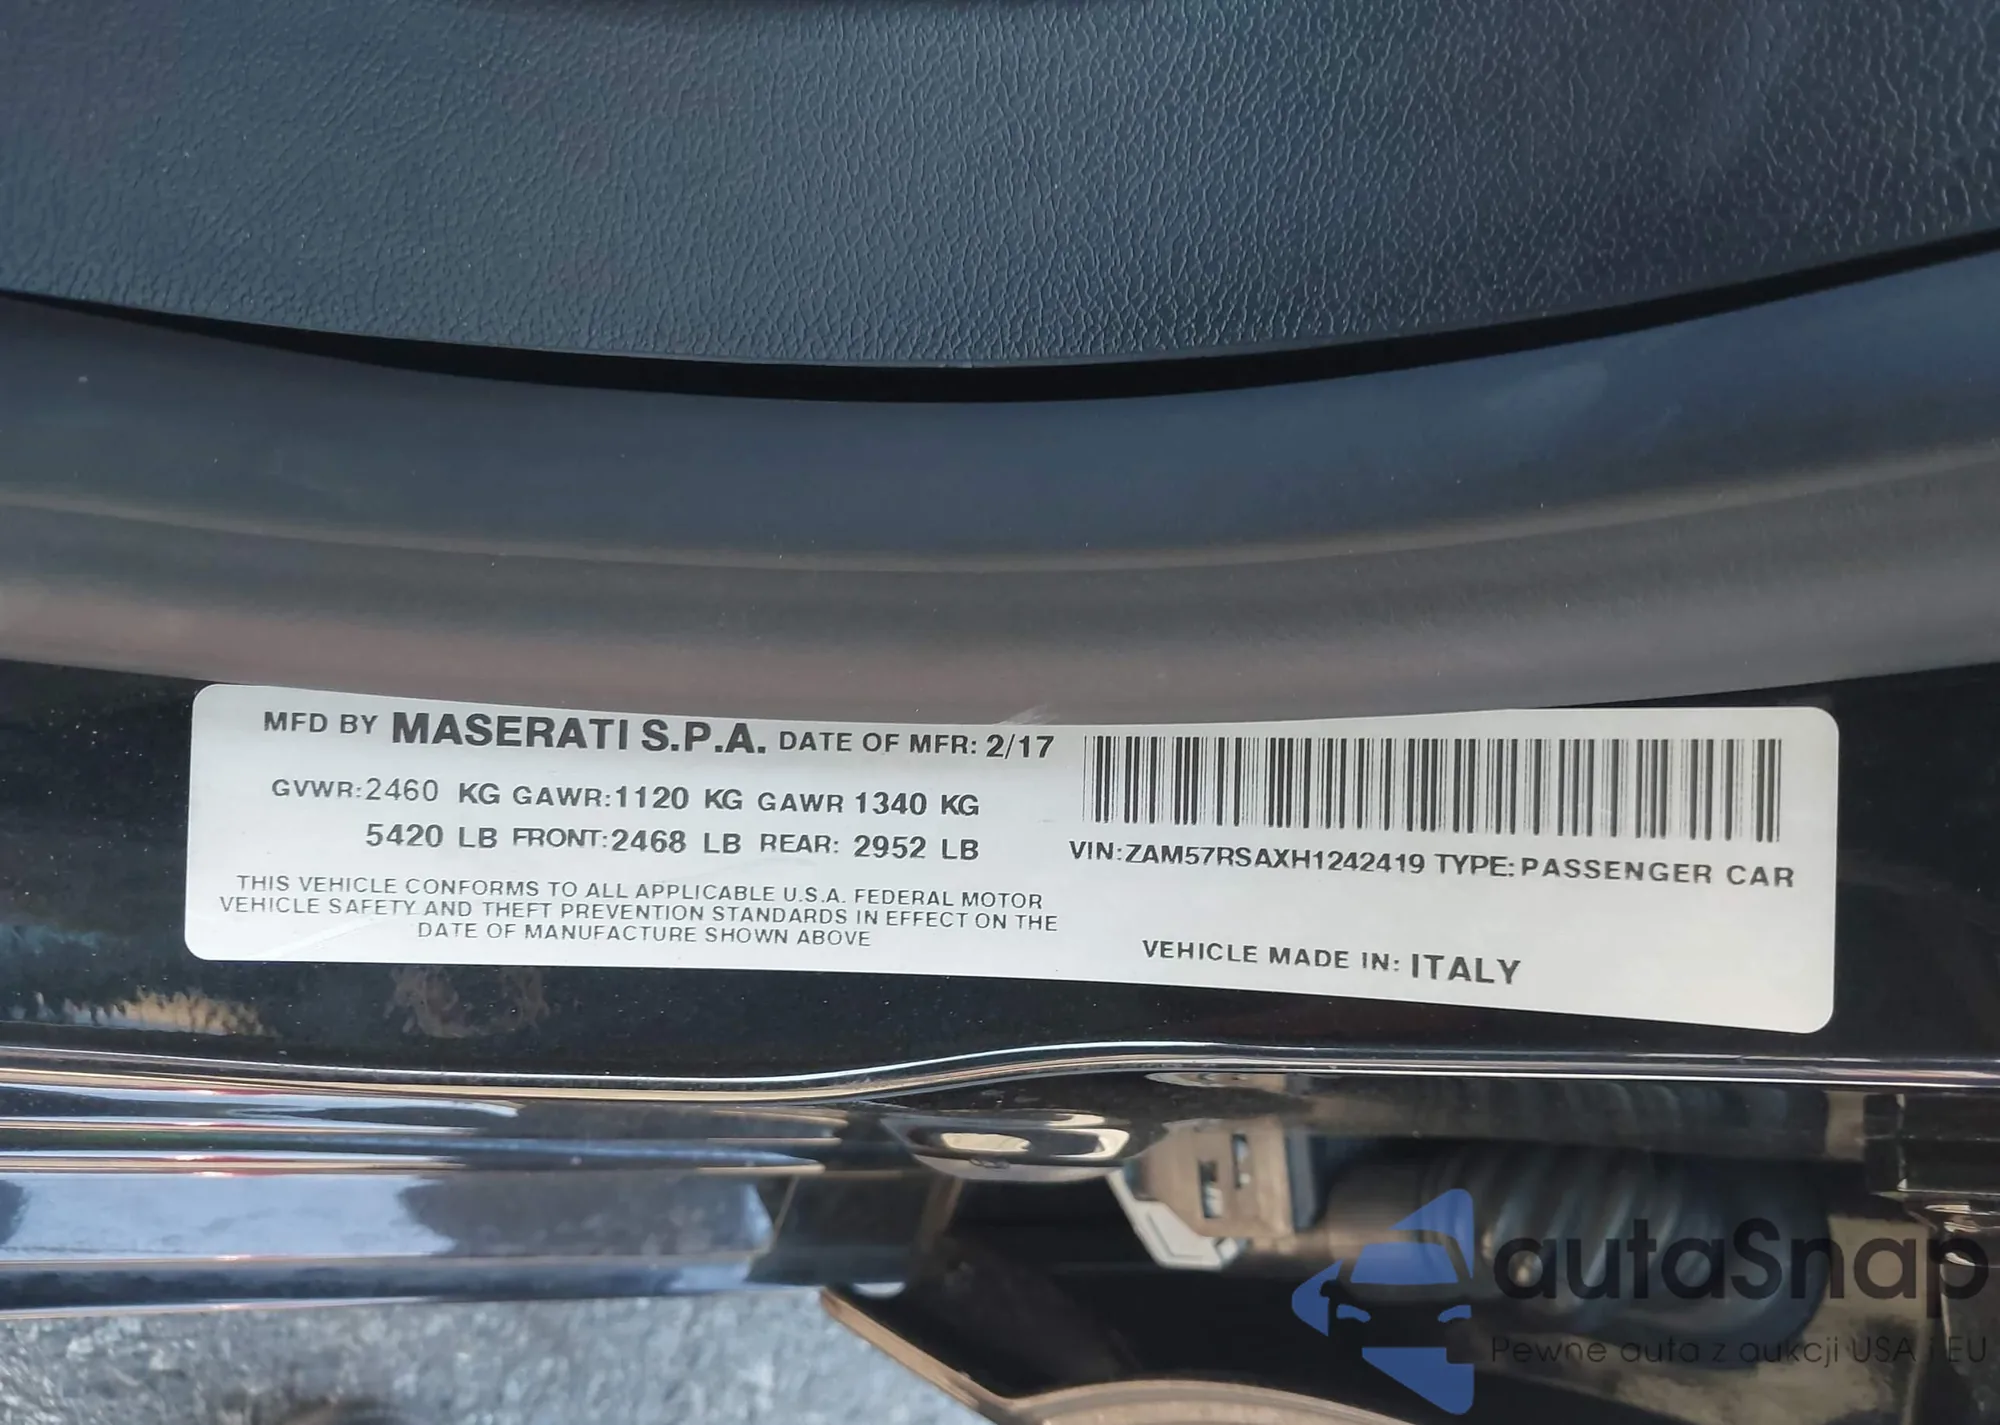 MFD BY MASERATI S.P.A. DATE OF MFR: 2/17
GVWR:2460 KG GAWR:1120 KG GAWR 1340 KG
5420 LB FRONT:2468 LB REAR: 2952 LB
THIS VEHICLE CONFORMS TO ALL APPLICABLE U.S.A. FEDERAL MOTOR
VEHICLE SAFETY AND THEFT PREVENTION STANDARDS IN EFFECT ON THE
DATE OF MANUFACTURE SHOWN ABOVE
VIN:ZAM57RSAXH1242419 TYPE:PASSENGER CAR
VEHICLE MADE IN: ITALY
autaSnap
Pewne auta z aukcji USA i EU